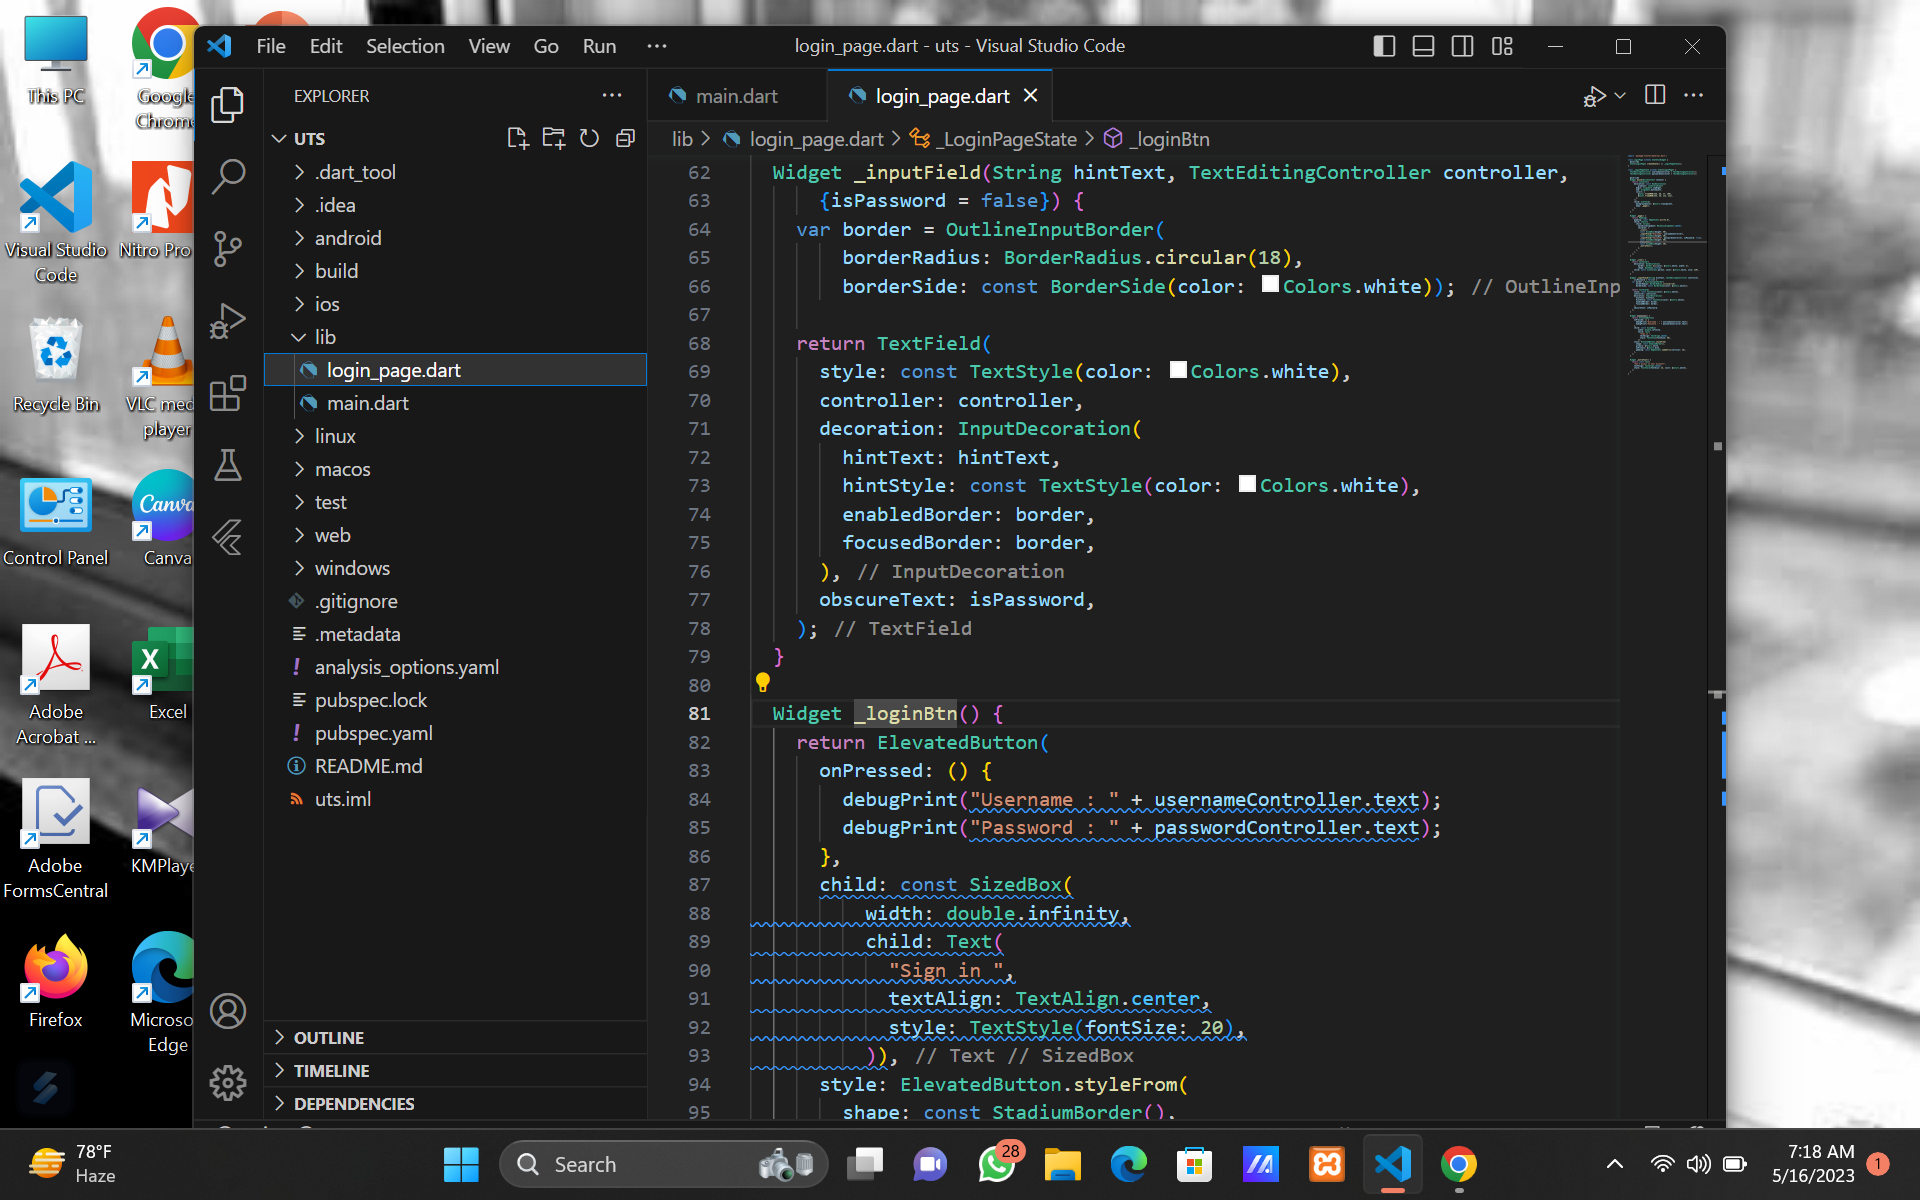 This PC
Google
Chrome
Visual Studio
Code
Nitro Pro
Recycle Bin
VLC med
player
Control Panel
Canva
Canva
Adobe
Acrobat ...
Excel
Adobe
FormsCentral
KMPlaye
Firefox
Microso
Edge
File Edit Selection View Go Run ...
login_page.dart - uts - Visual Studio Code
EXPLORER
UTS
.dart_tool
.idea
android
build
ios
lib
login_page.dart
main.dart
linux
macos
test
web
windows
.gitignore
.metadata
analysis_options.yaml
pubspec.lock
pubspec.yaml
README.md
uts.iml
OUTLINE
TIMELINE
DEPENDENCIES
main.dart
login_page.dart
lib > login_page.dart > _LoginPageState > _loginBtn
62 Widget _inputField(String hintText, TextEditingController controller,
63 {isPassword = false}) {
64 var border = OutlineInputBorder(
65 borderRadius: BorderRadius.circular(18),
66 borderSide: const BorderSide(color: Colors.white)); // OutlineInp
67
68 return TextField(
69 style: const TextStyle(color: Colors.white),
70 controller: controller,
71 decoration: InputDecoration(
72 hintText: hintText,
73 hintStyle: const TextStyle(color: Colors.white),
74 enabledBorder: border,
75 focusedBorder: border,
76 ), // InputDecoration
77 obscureText: isPassword,
78 ); // TextField
79 }
80
81 Widget _loginBtn() {
82 return ElevatedButton(
83 onPressed: () {
84 debugPrint("Username : " + usernameController.text);
85 debugPrint("Password : " + passwordController.text);
86 },
87 child: const SizedBox(
88 width: double.infinity,
89 child: Text(
90 "Sign in ",
91 textAlign: TextAlign.center,
92 style: TextStyle(fontSize: 20),
93 )), // Text // SizedBox
94 style: ElevatedButton.styleFrom(
95 shape: const StadiumBorder(),
78°F
Haze
Search
28
7:18 AM
5/16/2023
1